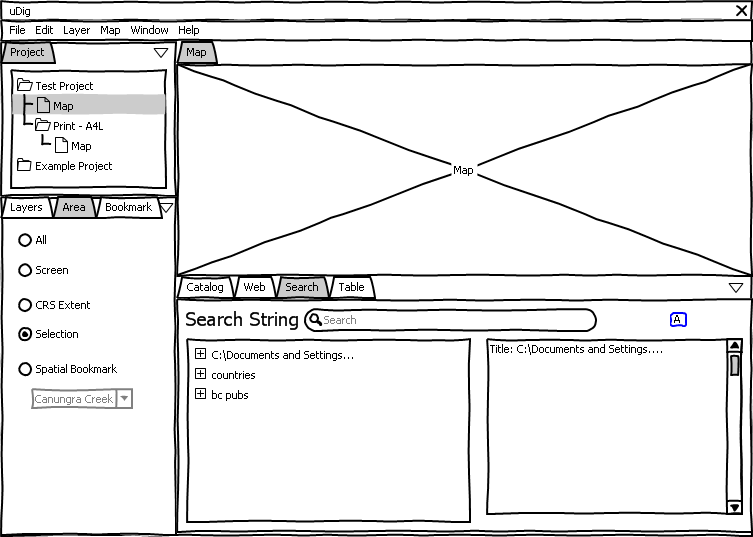 uDig
File Edit Layer Map Window Help
Project
Test Project
Map
Print - A4L
Map
Example Project
Map
Map
Layers Area Bookmark
All
Screen
CRS Extent
Selection
Spatial Bookmark
Canungra Creek
Catalog Web Search Table
Search String Search A
C:\Documents and Settings...
countries
bc pubs
Title: C:\Documents and Settings....